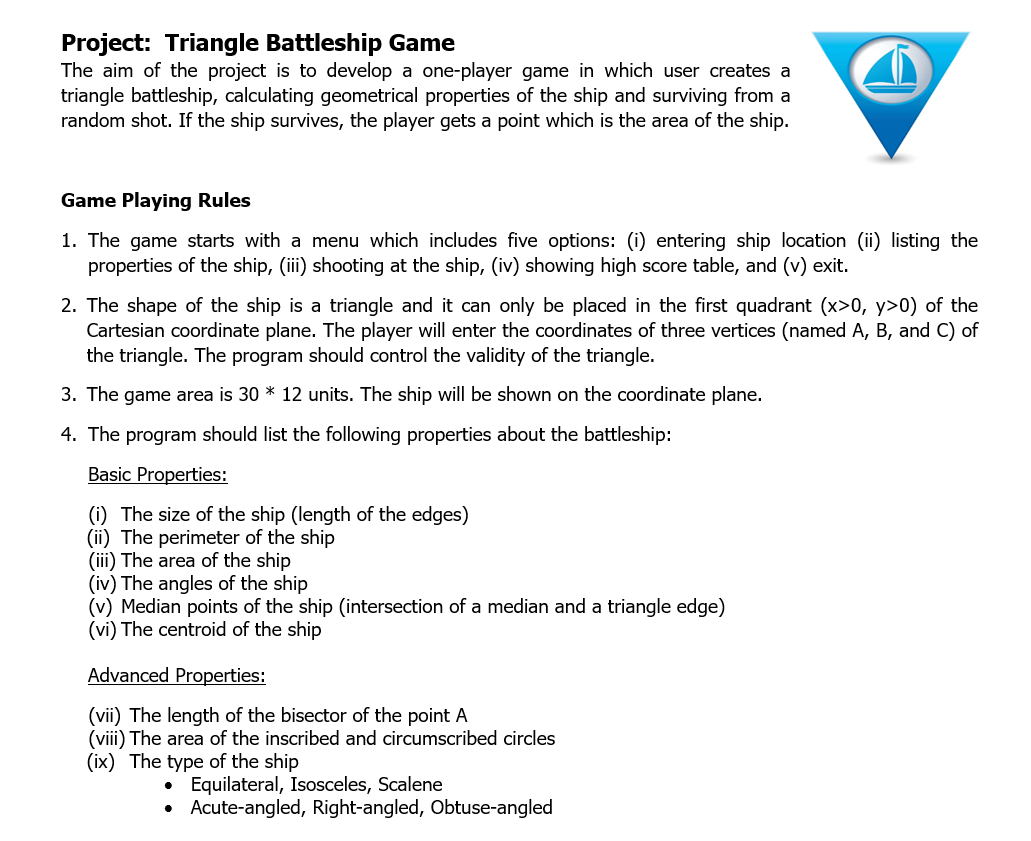 Project: Triangle Battleship Game
The aim of the project is to develop a one-player game in which user creates a
triangle battleship, calculating geometrical properties of the ship and surviving from a
random shot. If the ship survives, the player gets a point which is the area of the ship.
Game Playing Rules
1. The game starts with a menu which includes five options: (i) entering ship location (ii) listing the
properties of the ship, (iii) shooting at the ship, (iv) showing high score table, and (v) exit.
2. The shape of the ship is a triangle and it can only be placed in the first quadrant (x>0, y>0) of the
Cartesian coordinate plane. The player will enter the coordinates of three vertices (named A, B, and C) of
the triangle. The program should control the validity of the triangle.
3. The game area is 30 * 12 units. The ship will be shown on the coordinate plane.
4. The program should list the following properties about the battleship:
Basic Properties:
(i) The size of the ship (length of the edges)
(ii) The perimeter of the ship
(iii) The area of the ship
(iv) The angles of the ship
(v) Median points of the ship (intersection of a median and a triangle edge)
(vi) The centroid of the ship
Advanced Properties:
(vii) The length of the bisector of the point A
(viii) The area of the inscribed and circumscribed circles
(ix) The type of the ship
• Equilateral, Isosceles, Scalene
• Acute-angled, Right-angled, Obtuse-angled